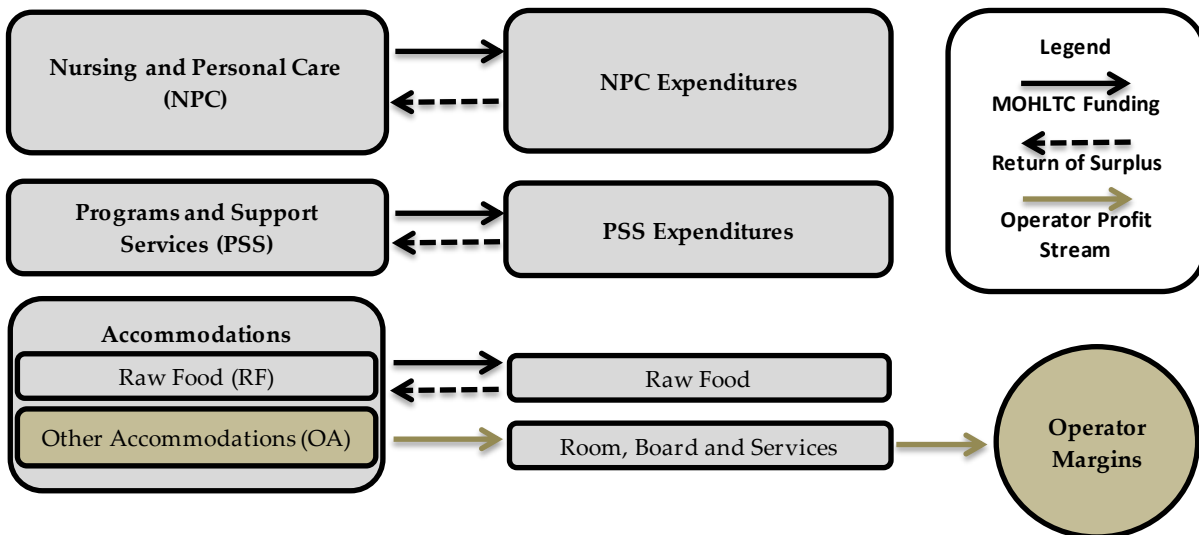 Nursing and Personal Care
(NPC)
NPC Expenditures
Legend
MOHLTC Funding
Return of Surplus
Operator Profit
Stream
Programs and Support
Services (PSS)
PSS Expenditures
Accommodations
Raw Food (RF)
Raw Food
Other Accommodations (OA)
Room, Board and Services
Operator
Margins